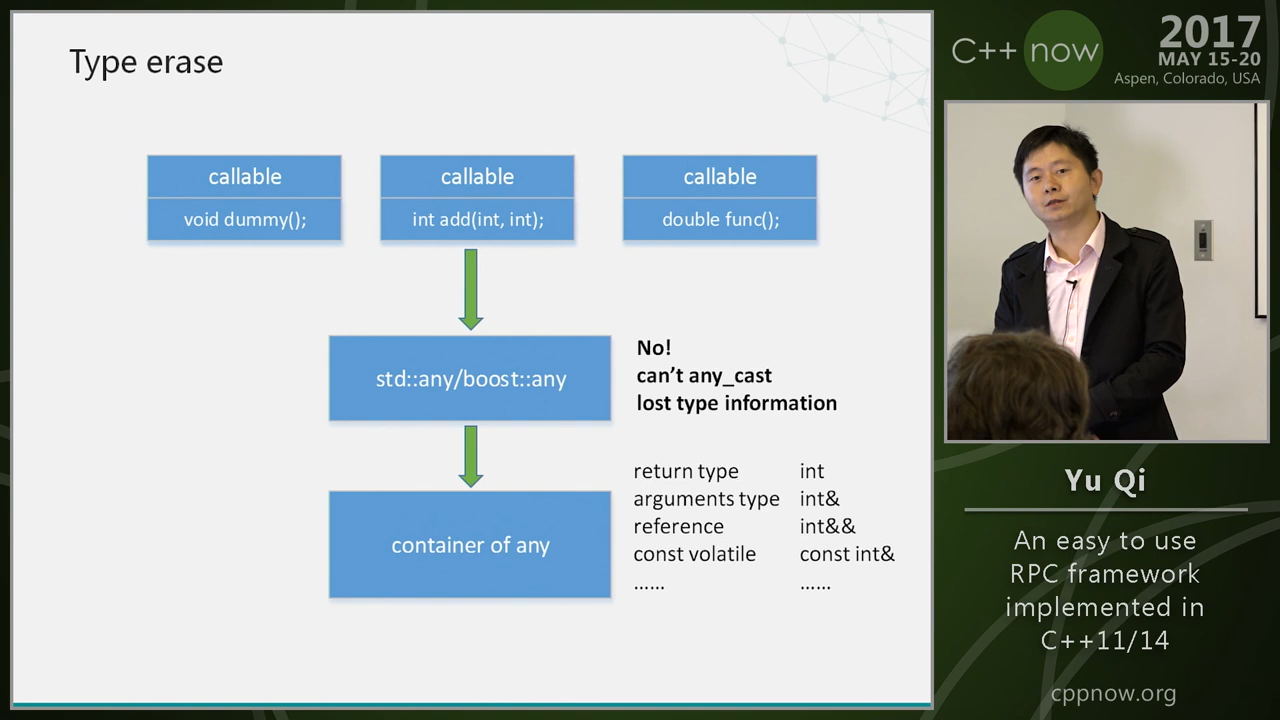 Type erase
callable
void dummy();
callable
int add(int, int);
callable
double func();
std::any/boost::any
No!
can’t any_cast
lost type information
container of any
return type int
arguments type int&
reference int&&
const volatile const int&
...... ......
C++ now
2017
MAY 15-20
Aspen, Colorado, USA
Yu Qi
An easy to use
RPC framework
implemented in
C++11/14
cppnow.org